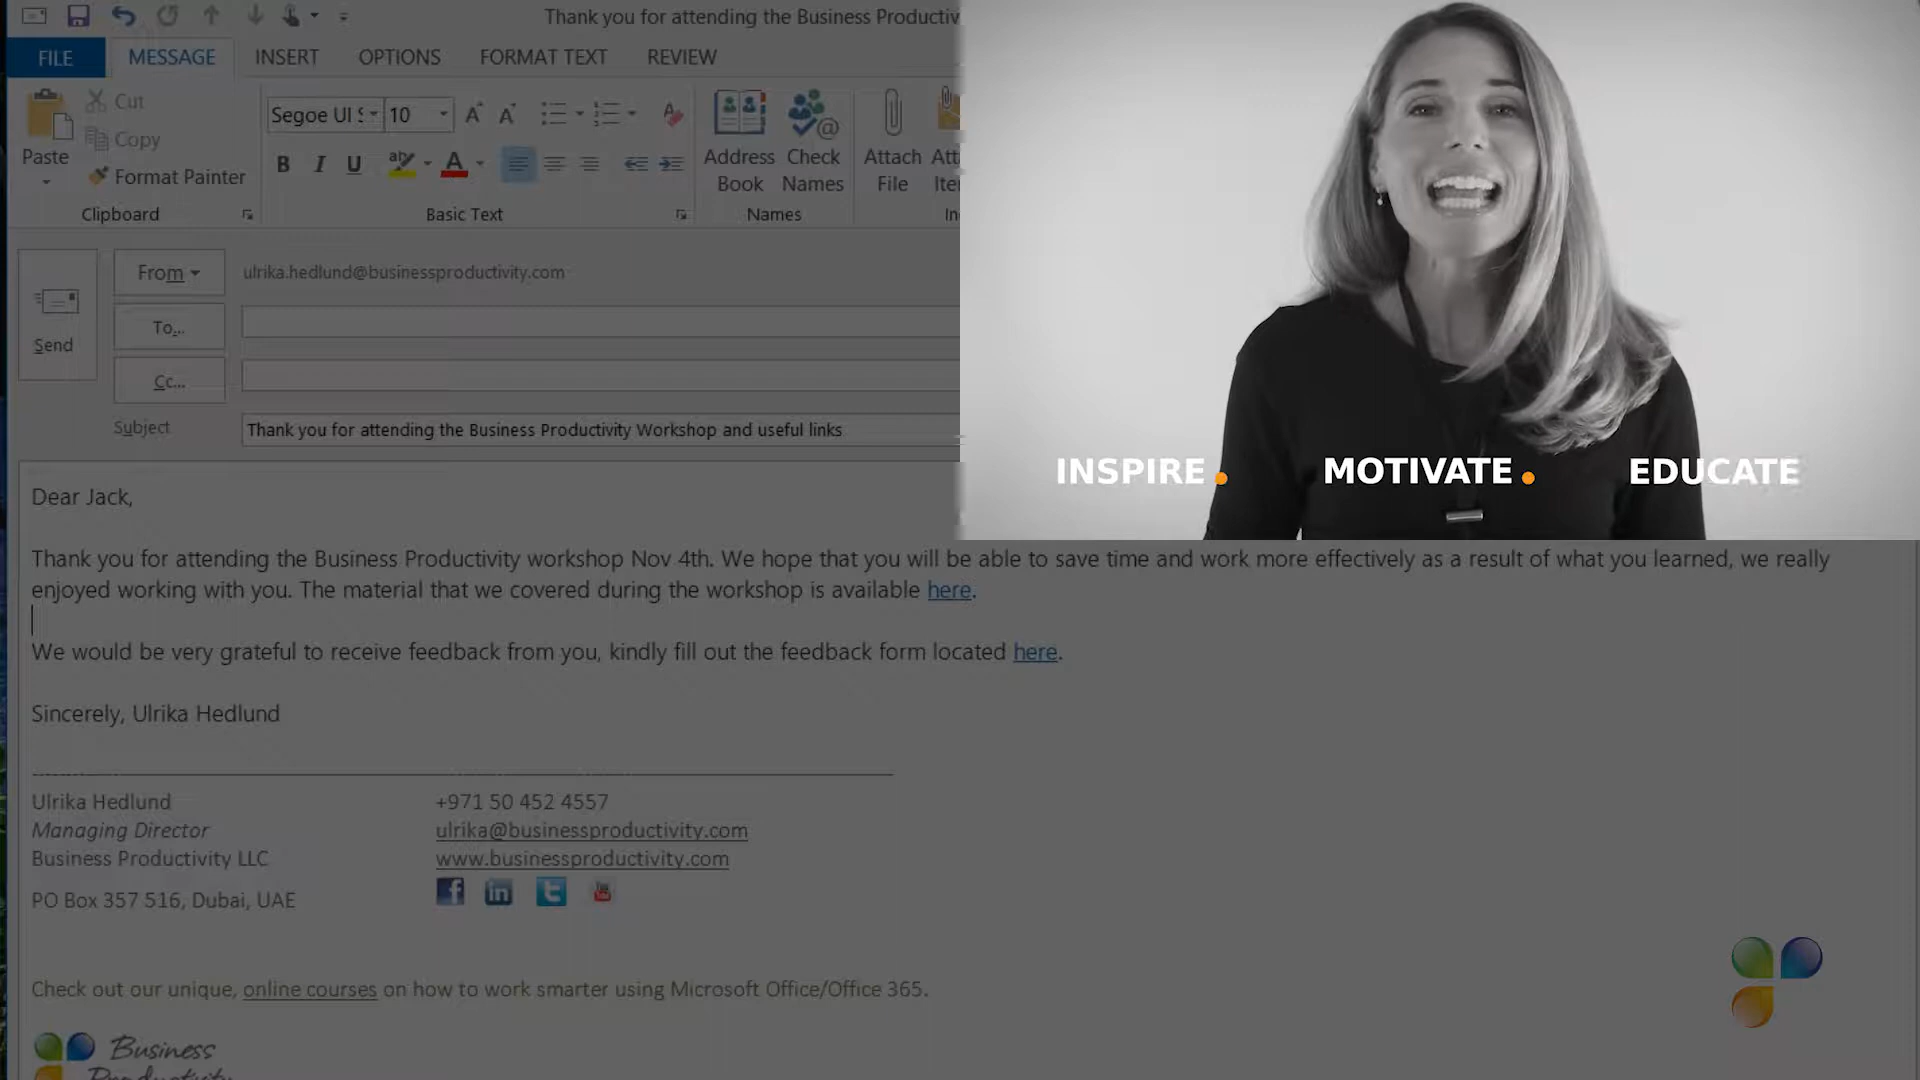 Thank you for attending the Business Productiv
FILE MESSAGE INSERT OPTIONS FORMAT TEXT REVIEW
Cut
Copy
Format Painter
Paste
Clipboard
Segoe UI 10
B I U
Basic Text
Address Book
Check Names
Names
Attach File
From
ulrika.hedlund@businessproductivity.com
To...
Cc...
Send
Subject
Thank you for attending the Business Productivity Workshop and useful links
INSPIRE. MOTIVATE. EDUCATE
Dear Jack,
Thank you for attending the Business Productivity workshop Nov 4th. We hope that you will be able to save time and work more effectively as a result of what you learned, we really
enjoyed working with you. The material that we covered during the workshop is available here.
We would be very grateful to receive feedback from you, kindly fill out the feedback form located here.
Sincerely, Ulrika Hedlund
Ulrika Hedlund +971 50 452 4557
Managing Director ulrika@businessproductivity.com
Business Productivity LLC www.businessproductivity.com
PO Box 357 516, Dubai, UAE
Check out our unique, online courses on how to work smarter using Microsoft Office/Office 365.
Business
Productivity